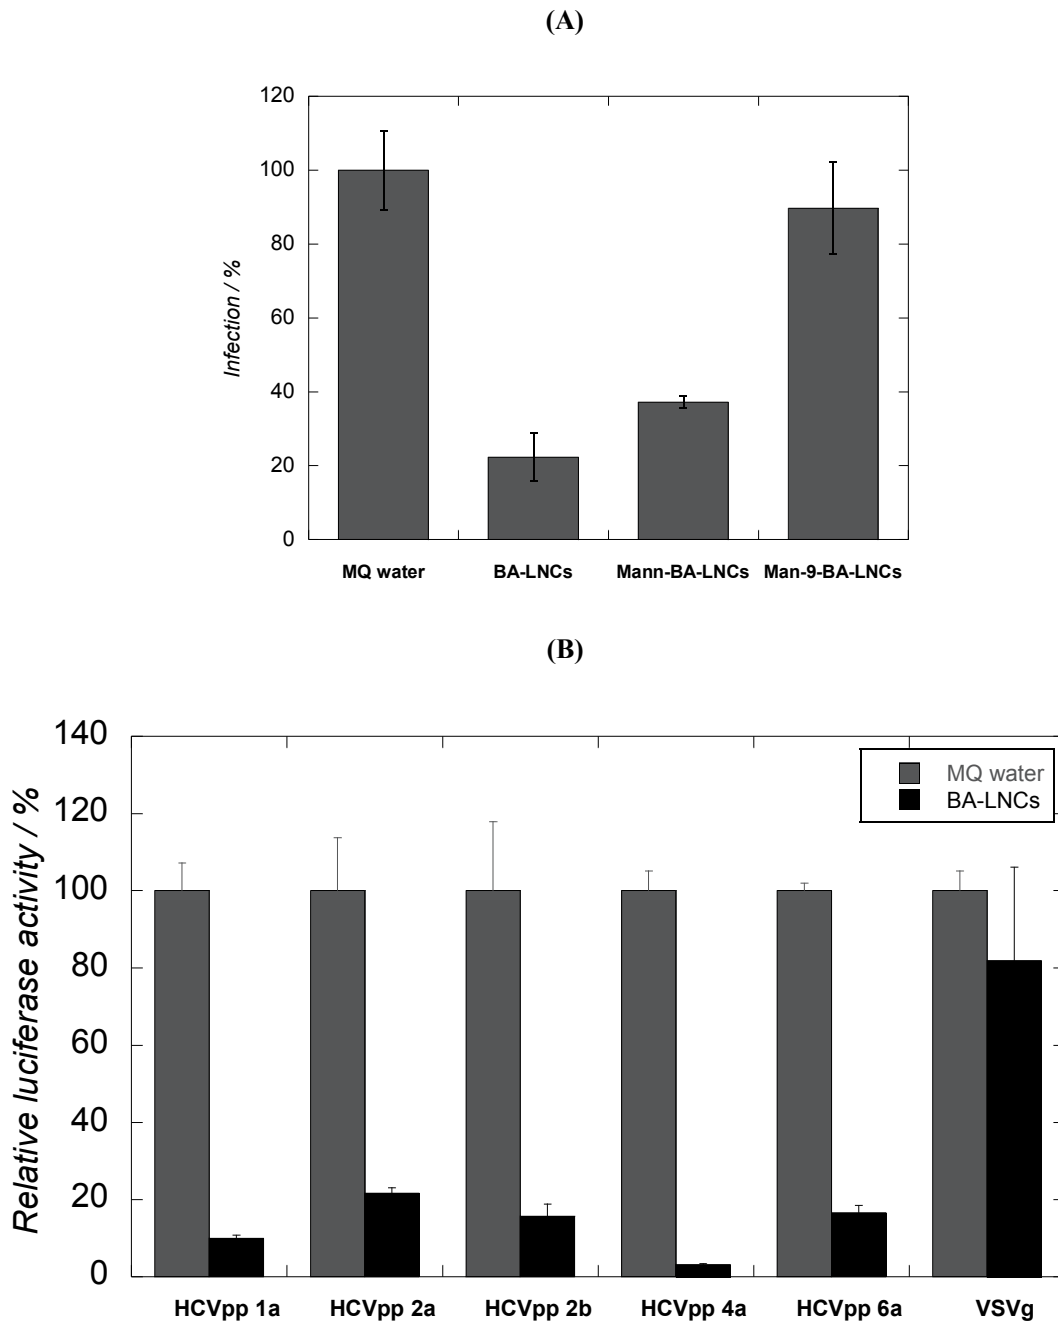 (A)
120
100
80
60
40
20
0
Infection / %
MQ water BA-LNCs Mann-BA-LNCs Man-9-BA-LNCs
(B)
140
120
100
80
60
40
20
0
Relative luciferase activity / %
MQ water
BA-LNCs
HCVpp 1a HCVpp 2a HCVpp 2b HCVpp 4a HCVpp 6a VSVg